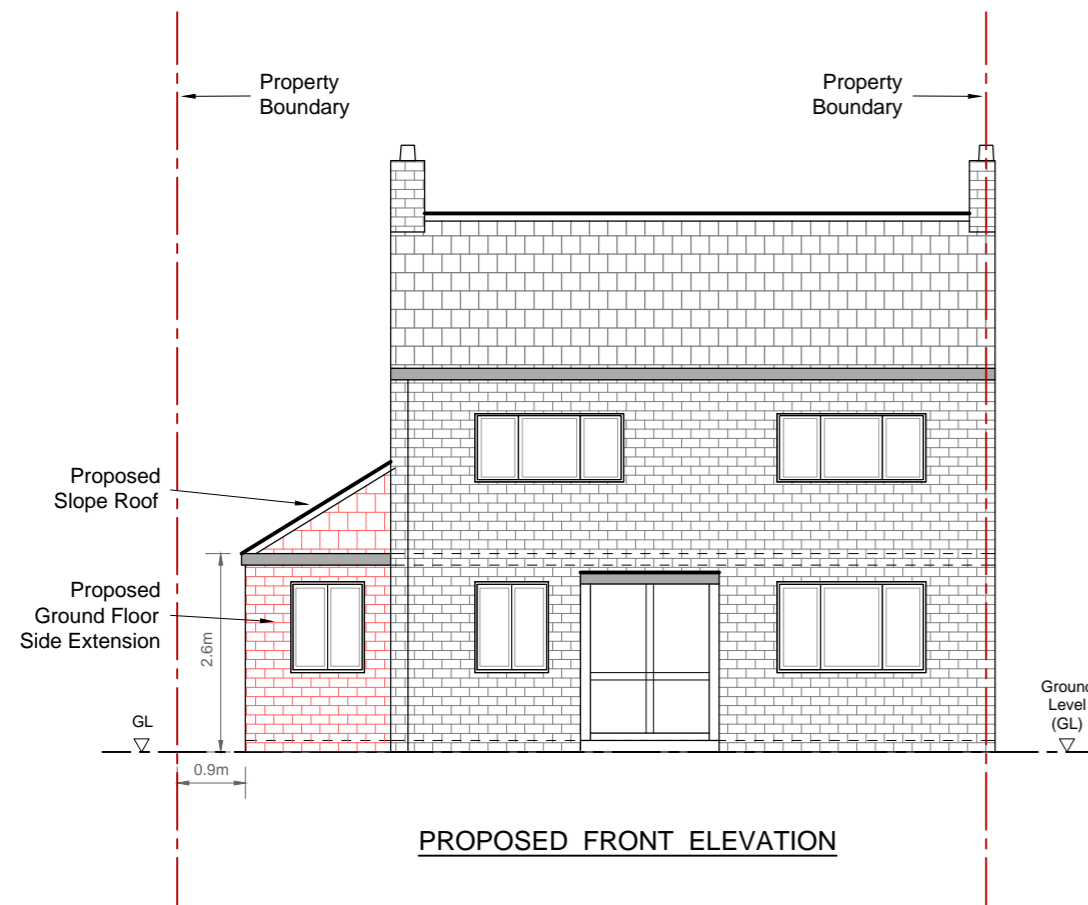 Property
Boundary
Property
Boundary
Proposed
Slope Roof
Proposed
Ground Floor
Side Extension
2.6m
GL
Ground
Level
(GL)
0.9m
PROPOSED FRONT ELEVATION